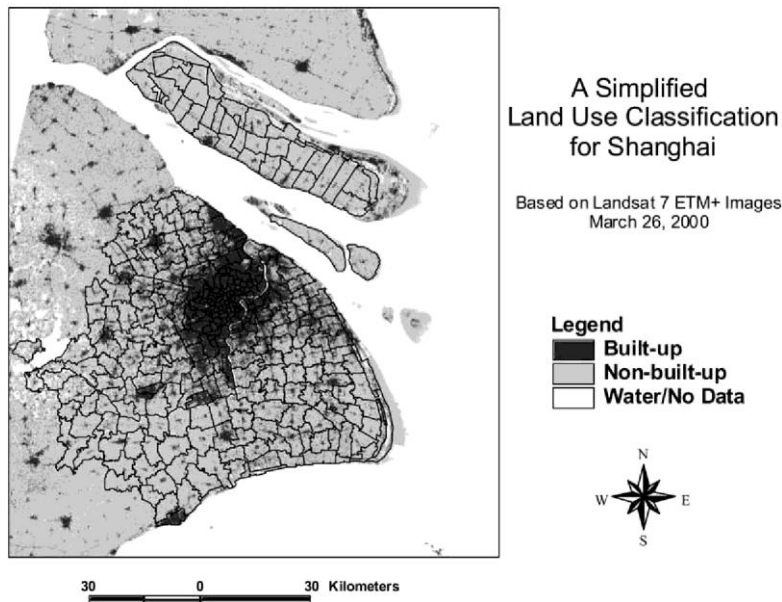 A Simplified
Land Use Classification
for Shanghai
Based on Landsat 7 ETM+ Images
March 26, 2000
Legend
Built-up
Non-built-up
Water/No Data
N
W E
S
30 0 30 Kilometers